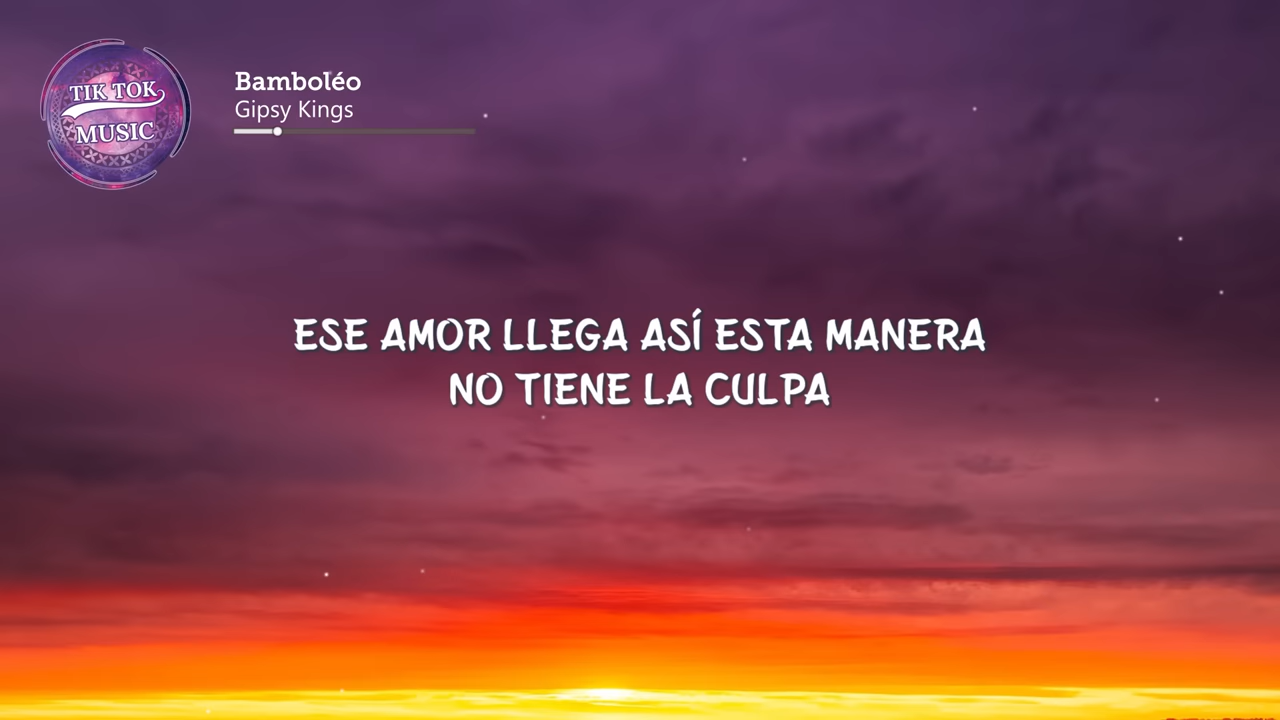 TIK TOK
MUSIC
Bamboléo
Gipsy Kings
ESE AMOR LLEGA ASÍ ESTA MANERA
NO TIENE LA CULPA